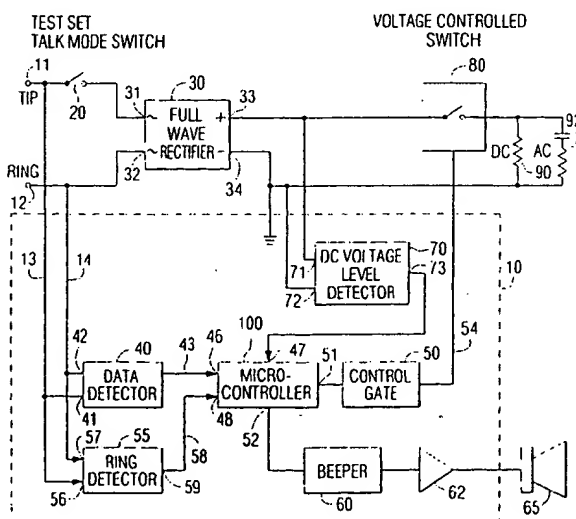 TEST SET
TALK MODE SWITCH
VOLTAGE CONTROLLED
SWITCH
11
TIP
20
30
31
FULL
WAVE
RECTIFIER
+
−
32
33
34
80
DC
90
AC
RING
12
13
14
10
70
71
72
73
DC VOLTAGE
LEVEL
DETECTOR
54
100
40
42
41
43
DATA
DETECTOR
46
47
48
MICRO-
CONTROLLER
51
52
50
CONTROL
GATE
55
57
56
RING
DETECTOR
58
59
BEEPER
60
62
65